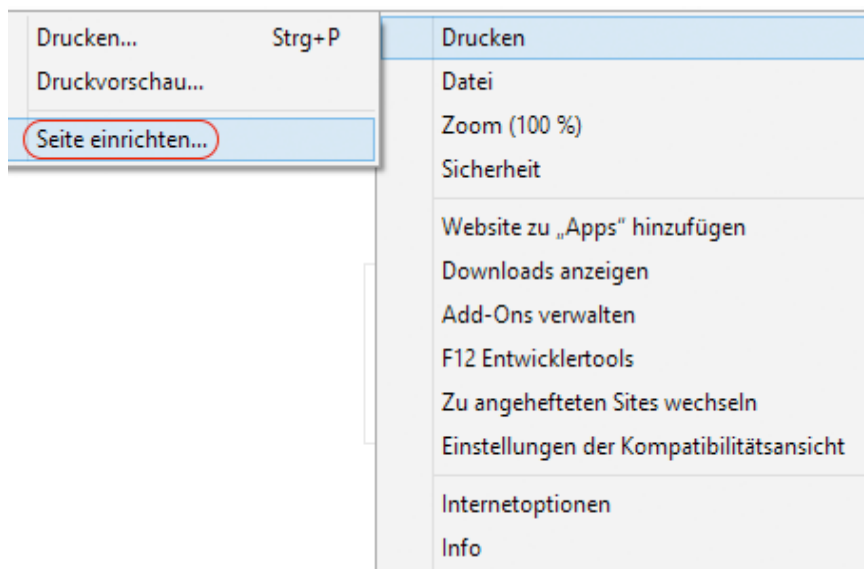 Drucken... Strg+P
Druckvorschau...
Seite einrichten...
Drucken
Datei
Zoom (100 %)
Sicherheit
Website zu „Apps“ hinzufügen
Downloads anzeigen
Add-Ons verwalten
F12 Entwicklertools
Zu angehefteten Sites wechseln
Einstellungen der Kompatibilitätsansicht
Internetoptionen
Info